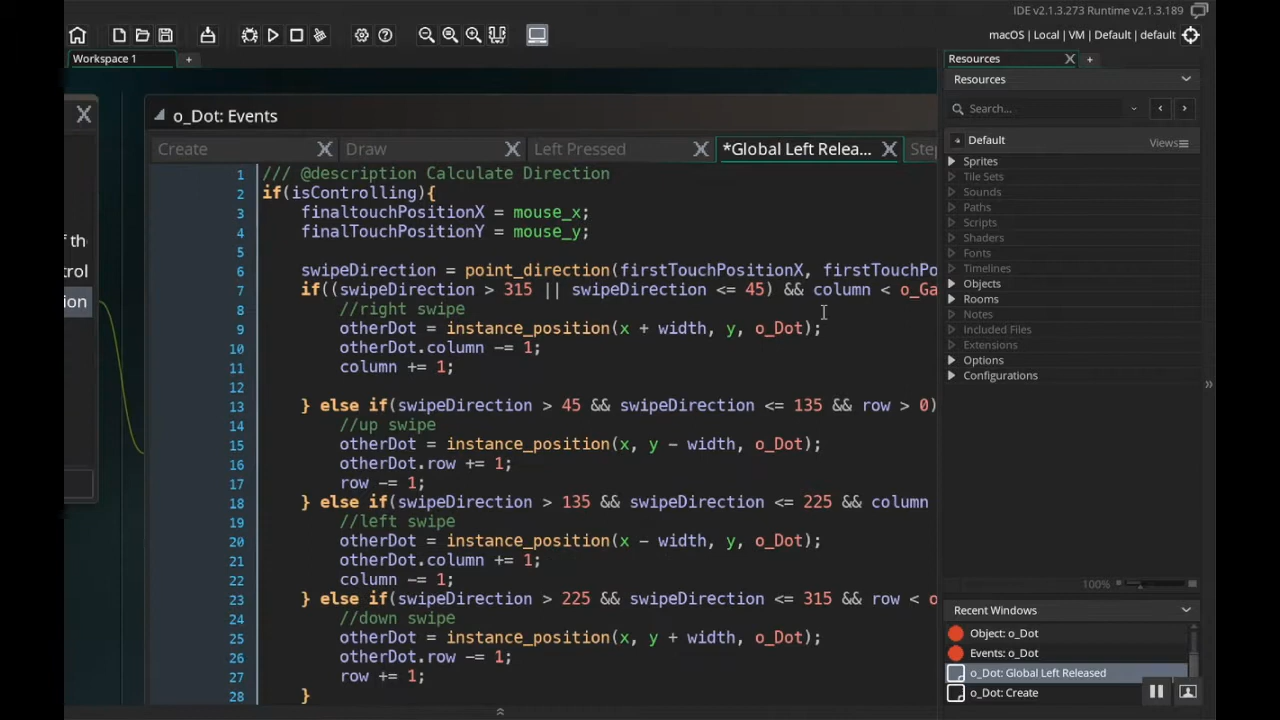 IDE v2.1.3.273 Runtime v2.1.3.189
macOS | Local | VM | Default | default
Workspace 1
+
Resources
+
o_Dot: Events
Resources
Search...
Create
Draw
Left Pressed
*Global Left Relea...
Step
Default
Views
Sprites
Tile Sets
Sounds
Paths
Scripts
Shaders
Fonts
Timelines
Objects
Rooms
Notes
Included Files
Extensions
Options
Configurations
of the
trol
ion
1 /// @description Calculate Direction
2 if(isControlling){
3 finaltouchPositionX = mouse_x;
4 finalTouchPositionY = mouse_y;
5
6 swipeDirection = point_direction(firstTouchPositionX, firstTouchPo
7 if((swipeDirection > 315 || swipeDirection <= 45) && column < o_Ga
8 //right swipe
9 otherDot = instance_position(x + width, y, o_Dot);
10 otherDot.column -= 1;
11 column += 1;
12
13 } else if(swipeDirection > 45 && swipeDirection <= 135 && row > 0)
14 //up swipe
15 otherDot = instance_position(x, y - width, o_Dot);
16 otherDot.row += 1;
17 row -= 1;
18 } else if(swipeDirection > 135 && swipeDirection <= 225 && column
19 //left swipe
20 otherDot = instance_position(x - width, y, o_Dot);
21 otherDot.column += 1;
22 column -= 1;
23 } else if(swipeDirection > 225 && swipeDirection <= 315 && row < o
24 //down swipe
25 otherDot = instance_position(x, y + width, o_Dot);
26 otherDot.row -= 1;
27 row += 1;
28 }
100%
Recent Windows
Object: o_Dot
Events: o_Dot
o_Dot: Global Left Released
o_Dot: Create